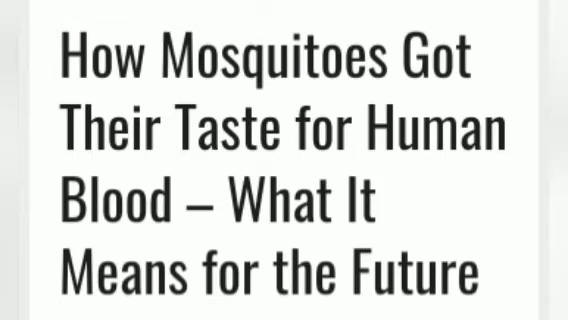 How Mosquitoes Got
Their Taste for Human
Blood – What It
Means for the Future